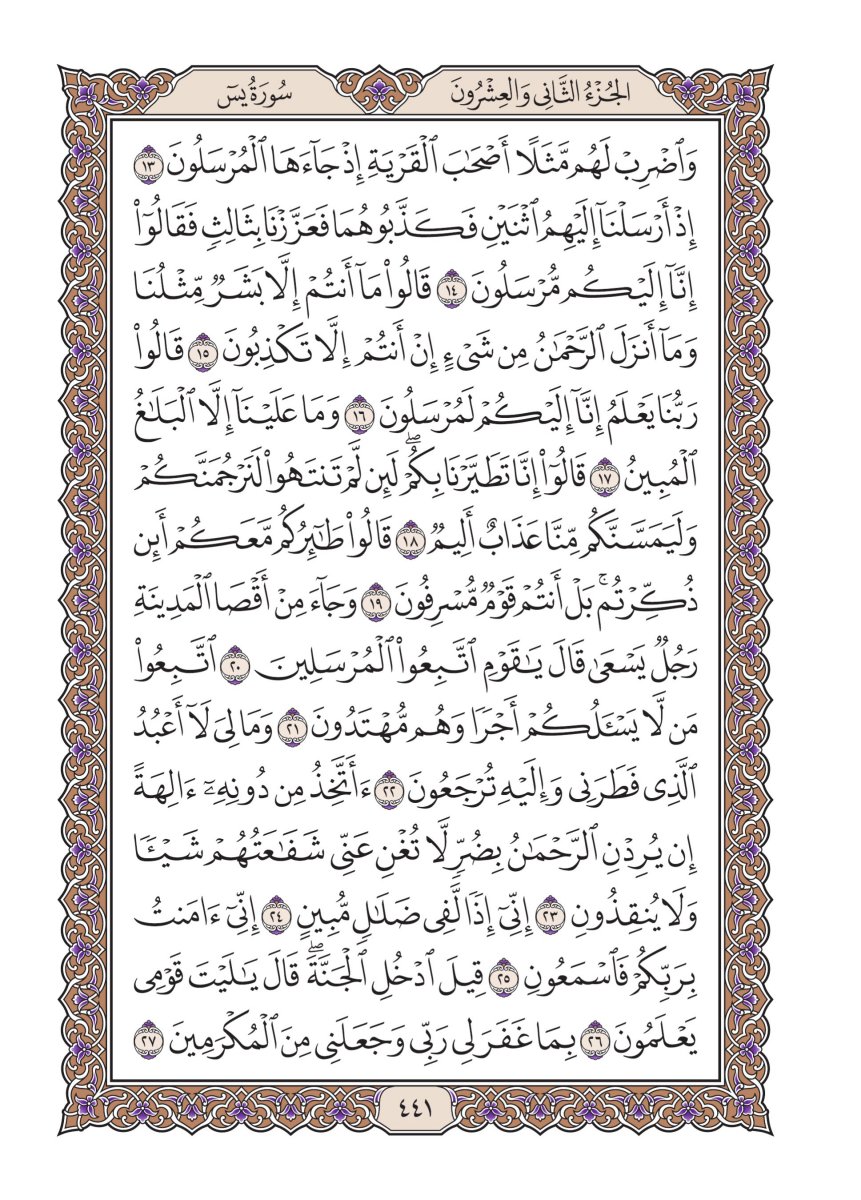 الجُزْءُ الثَّانِي وَالعِشْرُونَ
سُورَةُ يسٓ
وَٱضۡرِبۡ لَهُم مَّثَلًا أَصۡحَٰبَ ٱلۡقَرۡيَةِ إِذۡ جَآءَهَا ٱلۡمُرۡسَلُونَ ١٣
إِذۡ أَرۡسَلۡنَآ إِلَيۡهِمُ ٱثۡنَيۡنِ فَكَذَّبُوهُمَا فَعَزَّزۡنَا بِثَالِثٖ فَقَالُوٓاْ
إِنَّآ إِلَيۡكُم مُّرۡسَلُونَ ١٤ قَالُواْ مَآ أَنتُمۡ إِلَّا بَشَرٞ مِّثۡلُنَا
وَمَآ أَنزَلَ ٱلرَّحۡمَٰنُ مِن شَيۡءٍ إِنۡ أَنتُمۡ إِلَّا تَكۡذِبُونَ ١٥ قَالُواْ
رَبُّنَا يَعۡلَمُ إِنَّآ إِلَيۡكُمۡ لَمُرۡسَلُونَ ١٦ وَمَا عَلَيۡنَآ إِلَّا ٱلۡبَلَٰغُ
ٱلۡمُبِينُ ١٧ قَالُوٓاْ إِنَّا تَطَيَّرۡنَا بِكُمۡۖ لَئِن لَّمۡ تَنتَهُواْ لَنَرۡجُمَنَّكُمۡ
وَلَيَمَسَّنَّكُم مِّنَّا عَذَابٌ أَلِيمٞ ١٨ قَالُواْ طَٰٓئِرُكُم مَّعَكُمۡ أَئِن
ذُكِّرۡتُمۚ بَلۡ أَنتُمۡ قَوۡمٞ مُّسۡرِفُونَ ١٩ وَجَآءَ مِنۡ أَقۡصَا ٱلۡمَدِينَةِ
رَجُلٞ يَسۡعَىٰ قَالَ يَٰقَوۡمِ ٱتَّبِعُواْ ٱلۡمُرۡسَلِينَ ٢٠ ٱتَّبِعُواْ
مَن لَّا يَسۡـَٔلُكُمۡ أَجۡرٗا وَهُم مُّهۡتَدُونَ ٢١ وَمَا لِيَ لَآ أَعۡبُدُ
ٱلَّذِي فَطَرَنِي وَإِلَيۡهِ تُرۡجَعُونَ ٢٢ ءَأَتَّخِذُ مِن دُونِهِۦٓ ءَالِهَةً
إِن يُرِدۡنِ ٱلرَّحۡمَٰنُ بِضُرّٖ لَّا تُغۡنِ عَنِّي شَفَٰعَتُهُمۡ شَيۡـٔٗا
وَلَا يُنقِذُونِ ٢٣ إِنِّيٓ إِذٗا لَّفِي ضَلَٰلٖ مُّبِينٍ ٢٤ إِنِّيٓ ءَامَنتُ
بِرَبِّكُمۡ فَٱسۡمَعُونِ ٢٥ قِيلَ ٱدۡخُلِ ٱلۡجَنَّةَۖ قَالَ يَٰلَيۡتَ قَوۡمِي
يَعۡلَمُونَ ٢٦ بِمَا غَفَرَ لِي رَبِّي وَجَعَلَنِي مِنَ ٱلۡمُكۡرَمِينَ ٢٧
٤٤١